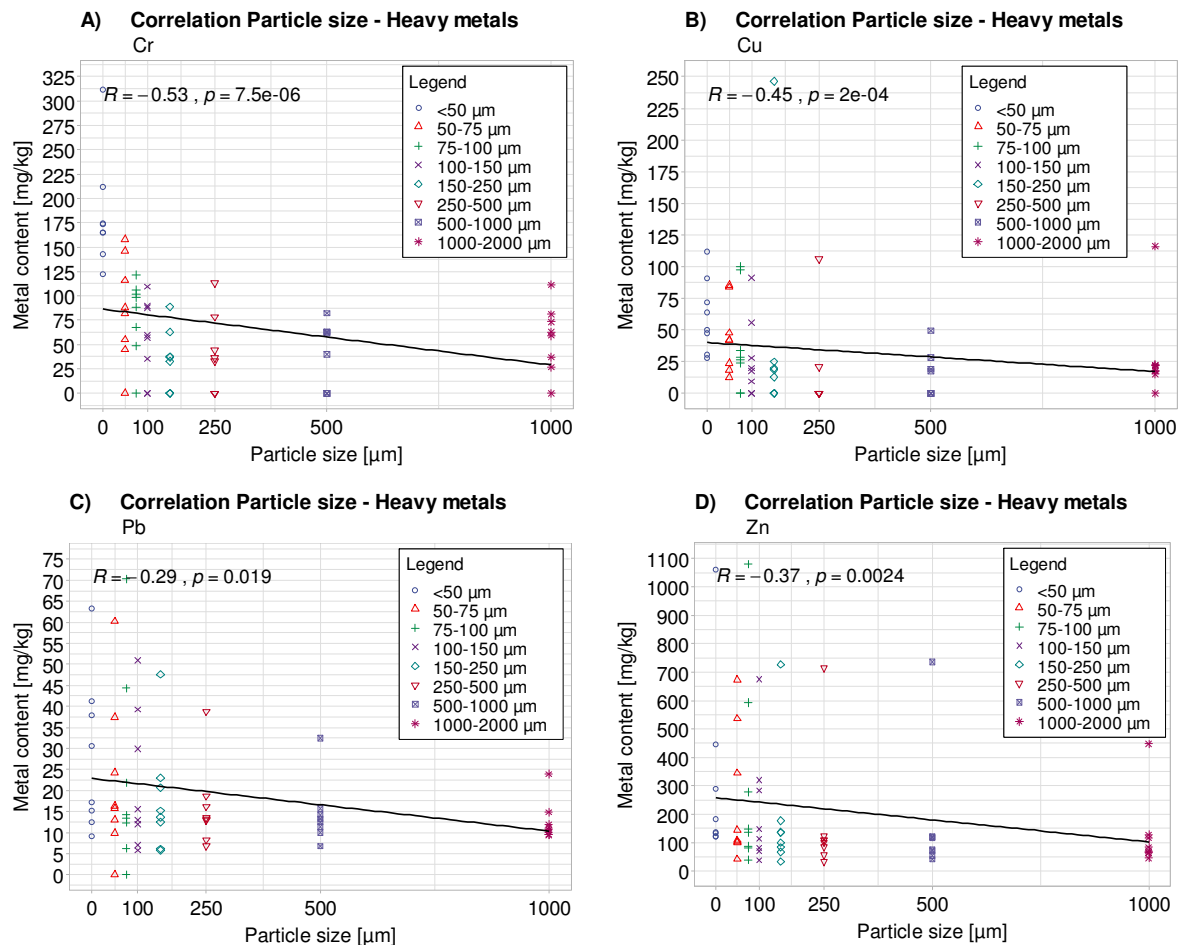 A) Correlation Particle size - Heavy metals
Cr
R = −0.53 , p = 7.5e-06
Metal content [mg/kg]
325
300
275
250
225
200
175
150
125
100
75
50
25
0
Legend
<50 µm
50-75 µm
75-100 µm
100-150 µm
150-250 µm
250-500 µm
500-1000 µm
1000-2000 µm
0 100 250 500 1000
Particle size [µm]
B) Correlation Particle size - Heavy metals
Cu
R = −0.45 , p = 2e-04
Metal content [mg/kg]
250
225
200
175
150
125
100
75
50
25
0
Legend
<50 µm
50-75 µm
75-100 µm
100-150 µm
150-250 µm
250-500 µm
500-1000 µm
1000-2000 µm
0 100 250 500 1000
Particle size [µm]
C) Correlation Particle size - Heavy metals
Pb
R = −0.29 , p = 0.019
Metal content [mg/kg]
75
70
65
60
55
50
45
40
35
30
25
20
15
10
5
0
Legend
<50 µm
50-75 µm
75-100 µm
100-150 µm
150-250 µm
250-500 µm
500-1000 µm
1000-2000 µm
0 100 250 500 1000
Particle size [µm]
D) Correlation Particle size - Heavy metals
Zn
R = −0.37 , p = 0.0024
Metal content [mg/kg]
1100
1000
900
800
700
600
500
400
300
200
100
0
Legend
<50 µm
50-75 µm
75-100 µm
100-150 µm
150-250 µm
250-500 µm
500-1000 µm
1000-2000 µm
0 100 250 500 1000
Particle size [µm]